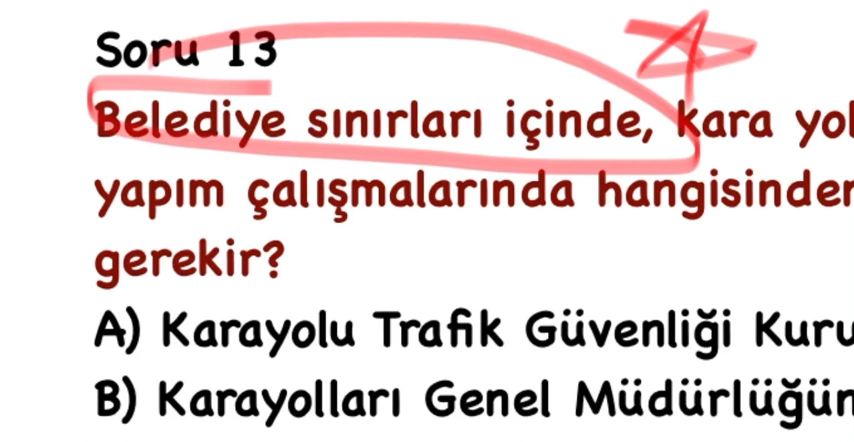 Soru 13
Belediye sınırları içinde, kara yol
yapım çalışmalarında hangisinden
gerekir?
A) Karayolu Trafik Güvenliği Kuru
B) Karayolları Genel Müdürlüğün